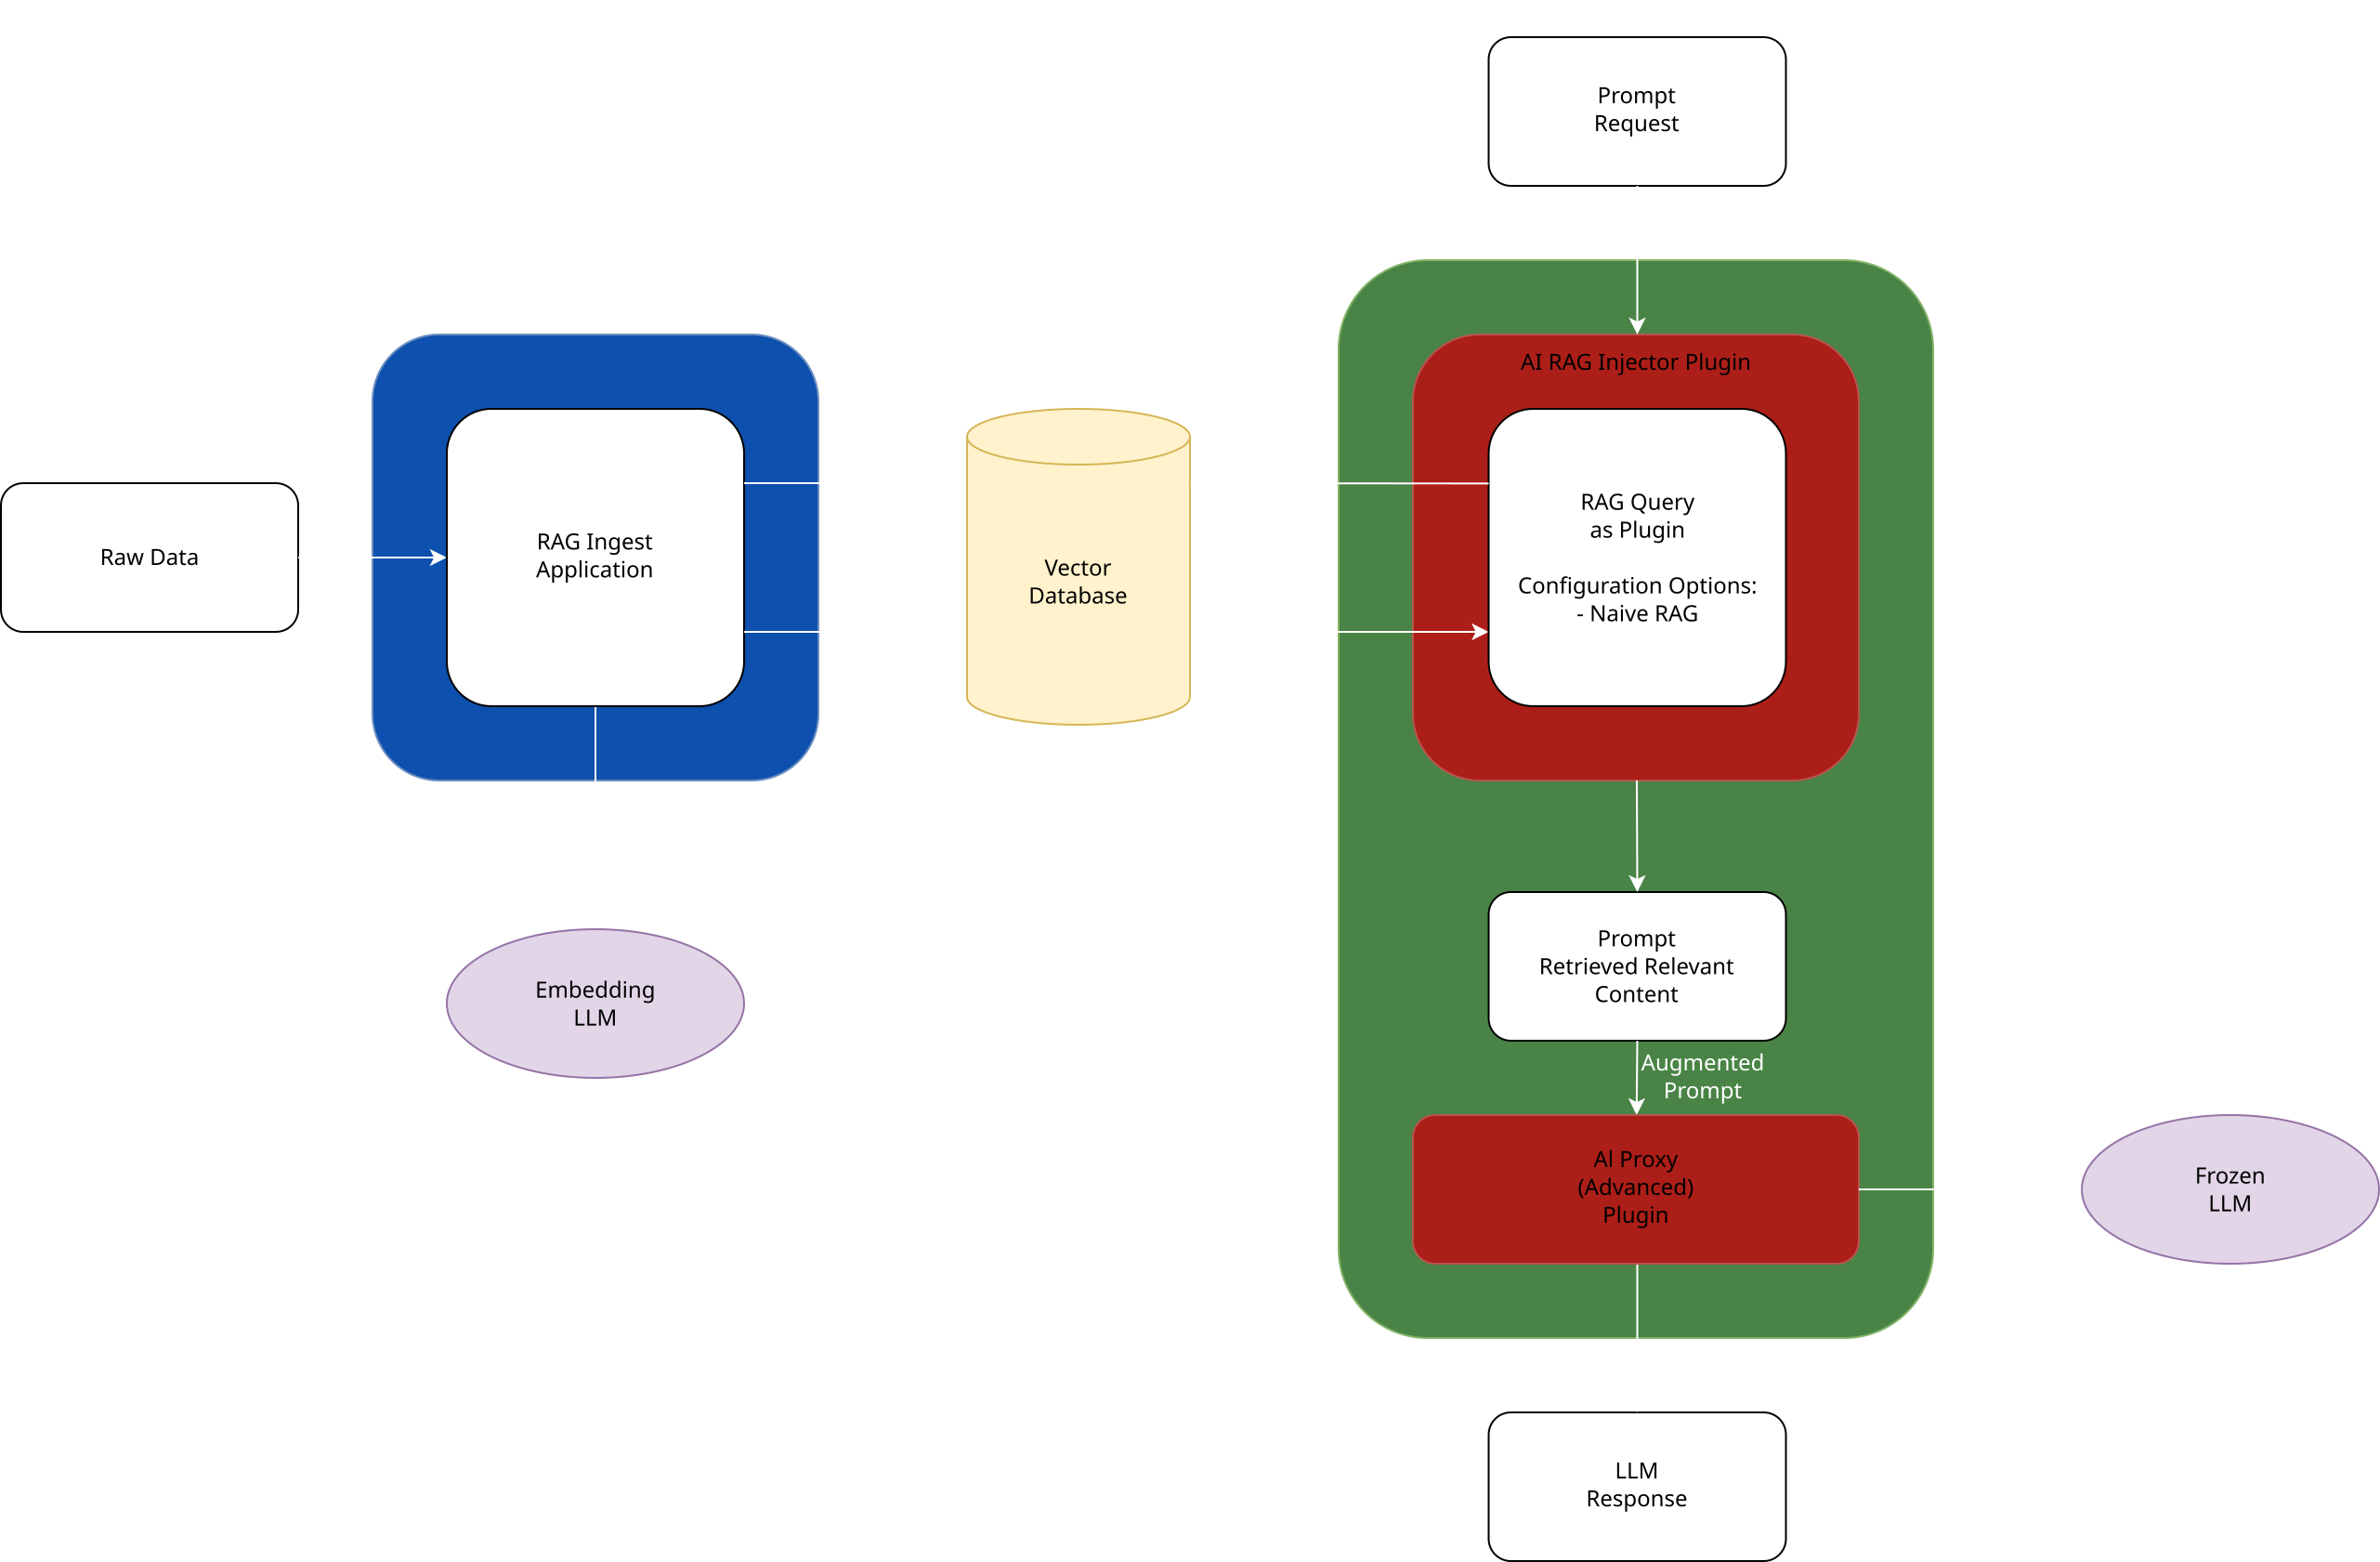 Prompt
Request
AI RAG Injector Plugin
RAG Query
as Plugin
Configuration Options:
- Naive RAG
Raw Data
RAG Ingest
Application
Vector
Database
Prompt
Retrieved Relevant
Content
Embedding
LLM
Augmented
Prompt
Al Proxy
(Advanced)
Plugin
Frozen
LLM
LLM
Response